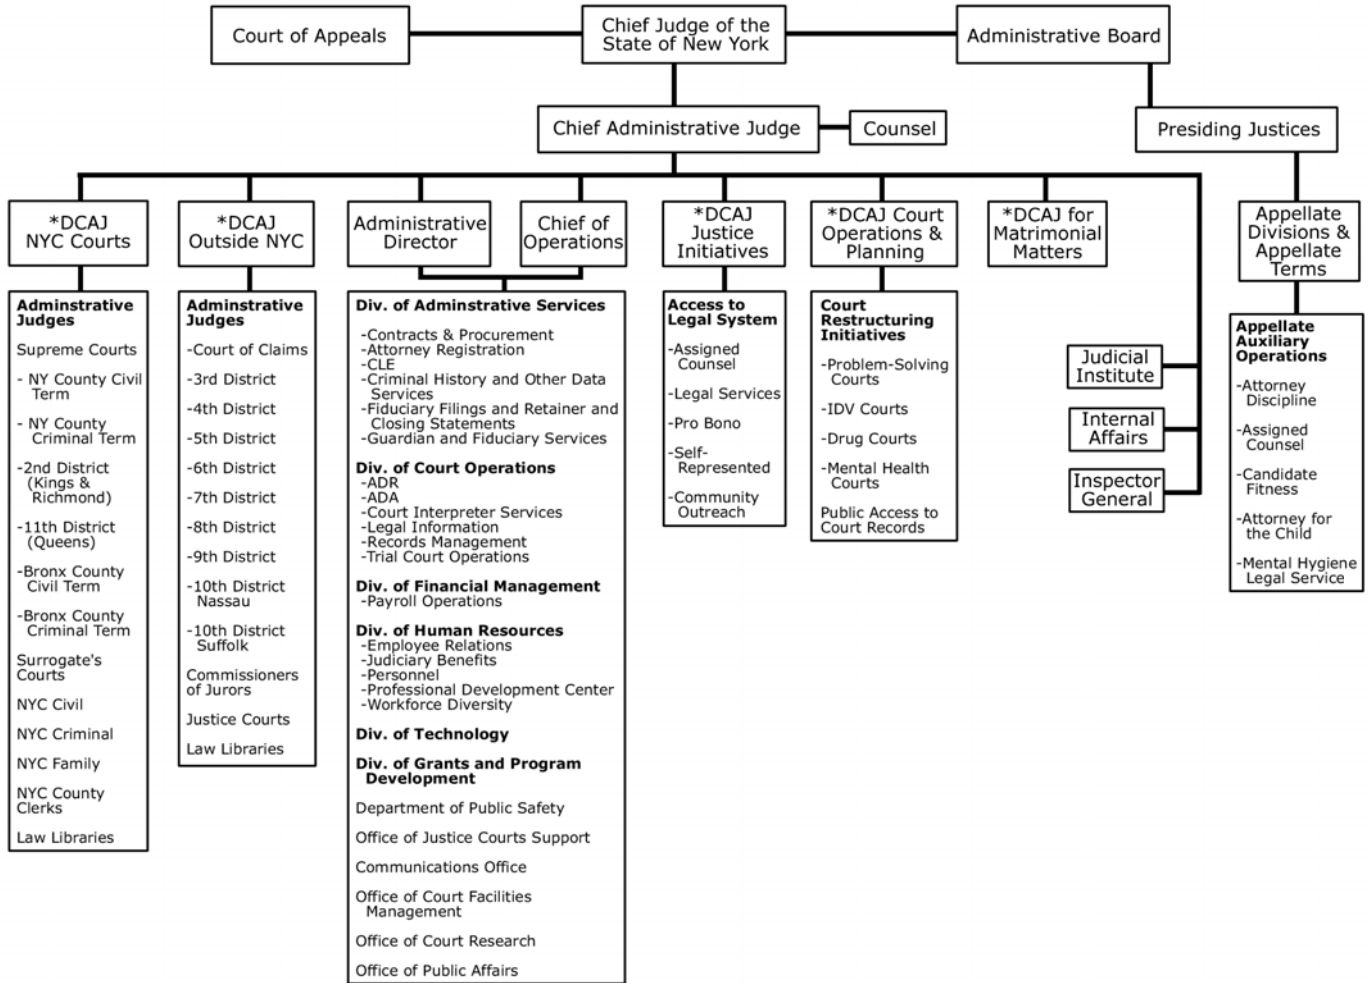 Court of Appeals
Chief Judge of the
State of New York
Administrative Board
Chief Administrative Judge
Counsel
Presiding Justices
*DCAJ
NYC Courts
*DCAJ
Outside NYC
Administrative
Director
Chief of
Operations
*DCAJ
Justice
Initiatives
*DCAJ Court
Operations &
Planning
*DCAJ for
Matrimonial
Matters
Appellate
Divisions &
Appellate
Terms
Adminstrative
Judges
Supreme Courts
- NY County Civil
Term
- NY County
Criminal Term
-2nd District
(Kings &
Richmond)
-11th District
(Queens)
-Bronx County
Civil Term
-Bronx County
Criminal Term
Surrogate's
Courts
NYC Civil
NYC Criminal
NYC Family
NYC County
Clerks
Law Libraries
Adminstrative
Judges
-Court of Claims
-3rd District
-4th District
-5th District
-6th District
-7th District
-8th District
-9th District
-10th District
Nassau
-10th District
Suffolk
Commissioners
of Jurors
Justice Courts
Law Libraries
Div. of Adminstrative Services
-Contracts & Procurement
-Attorney Registration
-CLE
-Criminal History and Other Data
Services
-Fiduciary Filings and Retainer and
Closing Statements
-Guardian and Fiduciary Services
Div. of Court Operations
-ADR
-ADA
-Court Interpreter Services
-Legal Information
-Records Management
-Trial Court Operations
Div. of Financial Management
-Payroll Operations
Div. of Human Resources
-Employee Relations
-Judiciary Benefits
-Personnel
-Professional Development Center
-Workforce Diversity
Div. of Technology
Div. of Grants and Program
Development
Department of Public Safety
Office of Justice Courts Support
Communications Office
Office of Court Facilities
Management
Office of Court Research
Office of Public Affairs
Access to
Legal System
-Assigned
Counsel
-Legal Services
-Pro Bono
-Self-
Represented
-Community
Outreach
Court
Restructuring
Initiatives
-Problem-Solving
Courts
-IDV Courts
-Drug Courts
-Mental Health
Courts
Public Access to
Court Records
Judicial
Institute
Internal
Affairs
Inspector
General
Appellate
Auxiliary
Operations
-Attorney
Discipline
-Assigned
Counsel
-Candidate
Fitness
-Attorney for
the Child
-Mental Hygiene
Legal Service